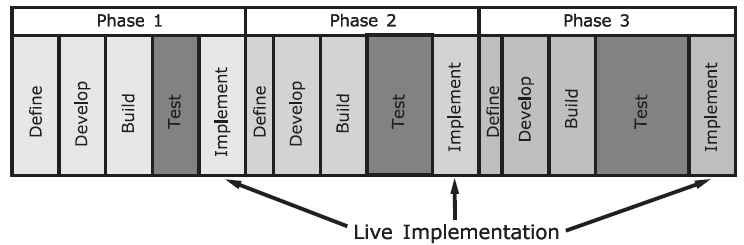 Phase 1
Phase 2
Phase 3
Define
Develop
Build
Test
Implement
Define
Develop
Build
Test
Implement
Define
Develop
Build
Test
Implement
Live Implementation